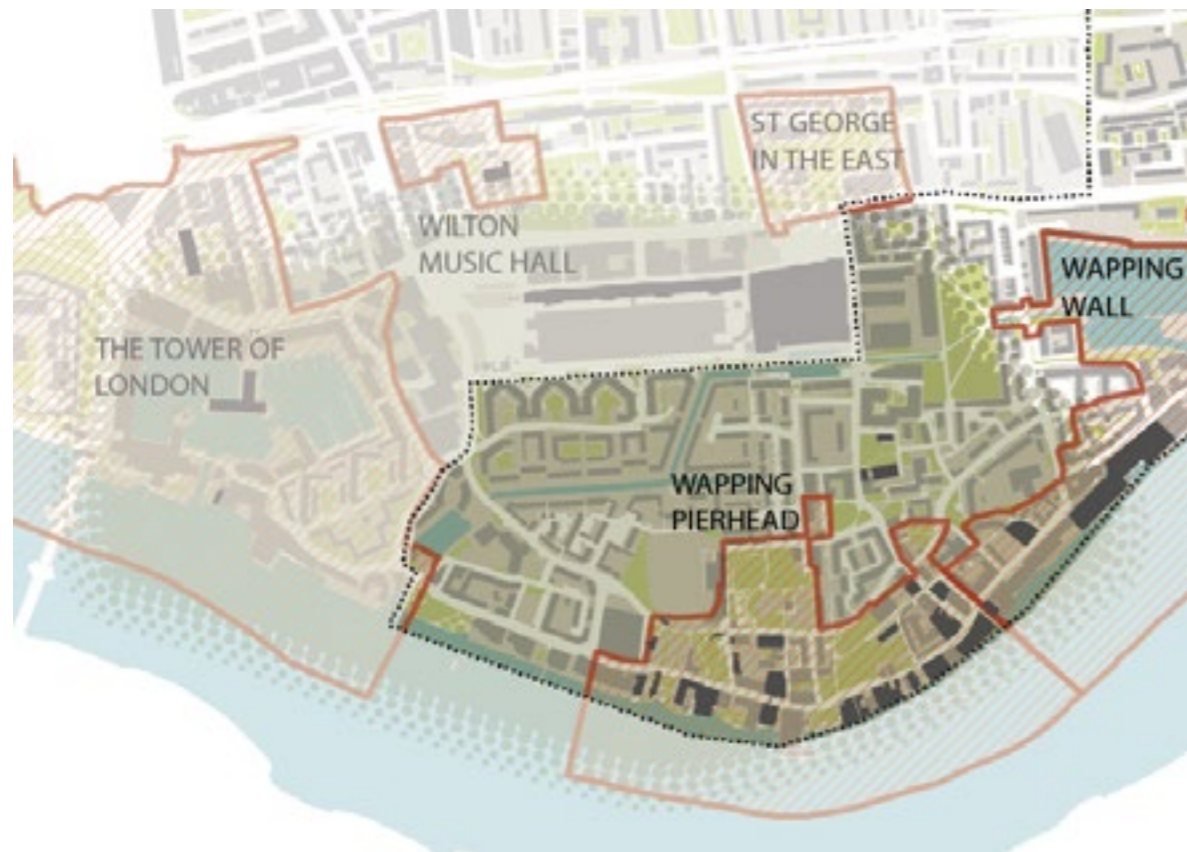 ST GEORGE
IN THE EAST
WILTON
MUSIC HALL
WAPPING
WALL
THE TOWER OF
LONDON
WAPPING
PIERHEAD